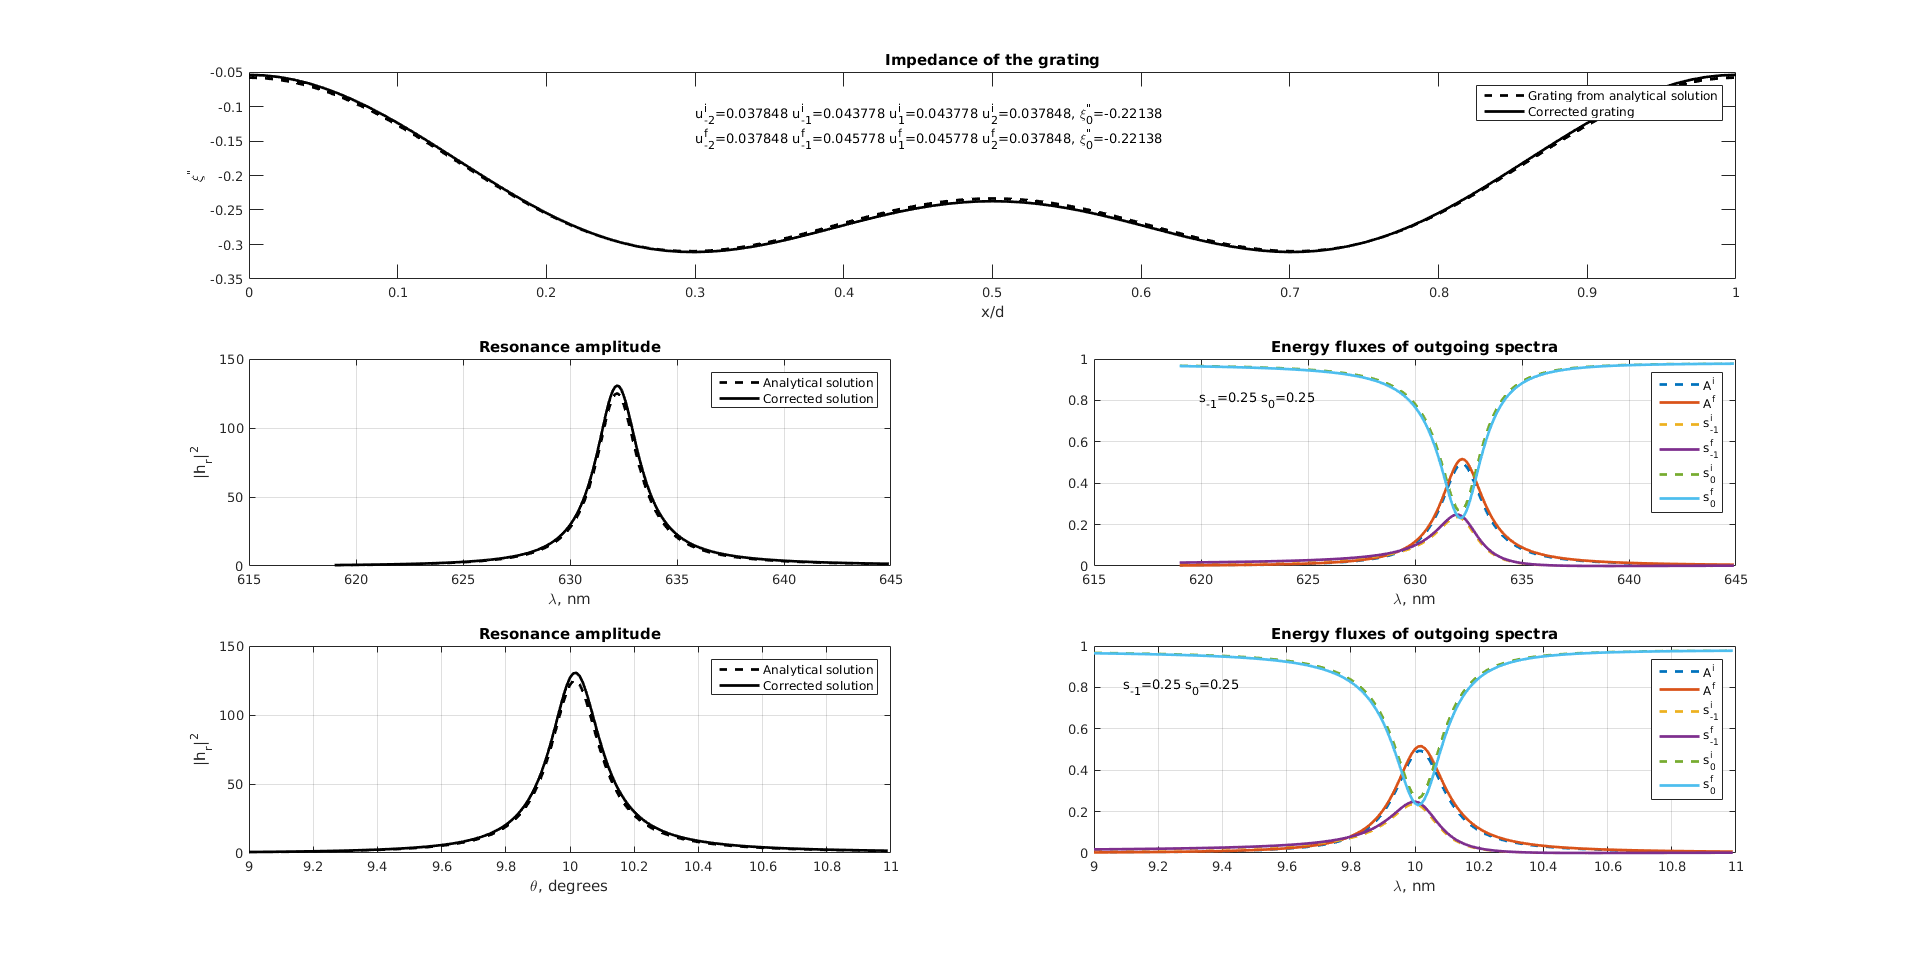 Impedance of the grating
-0.05
-0.1
-0.15
-0.2
-0.25
-0.3
-0.35
ξ"
u^i_-2=0.037848 u^i_-1=0.043778 u^i_1=0.043778 u^i_2=0.037848, ξ^"_0=-0.22138
u^f_-2=0.037848 u^f_-1=0.045778 u^f_1=0.045778 u^f_2=0.037848, ξ^"_0=-0.22138
Grating from analytical solution
Corrected grating
0 0.1 0.2 0.3 0.4 0.5 0.6 0.7 0.8 0.9 1
x/d
Resonance amplitude
150
100
50
0
|h_r|^2
Analytical solution
Corrected solution
615 620 625 630 635 640 645
λ, nm
Energy fluxes of outgoing spectra
1
0.8
0.6
0.4
0.2
0
s_-1=0.25 s_0=0.25
A^i
A^f
s^i_-1
s^f_-1
s^i_0
s^f_0
615 620 625 630 635 640 645
λ, nm
Resonance amplitude
150
100
50
0
|h_r|^2
Analytical solution
Corrected solution
9 9.2 9.4 9.6 9.8 10 10.2 10.4 10.6 10.8 11
θ, degrees
Energy fluxes of outgoing spectra
1
0.8
0.6
0.4
0.2
0
s_-1=0.25 s_0=0.25
A^i
A^f
s^i_-1
s^f_-1
s^i_0
s^f_0
9 9.2 9.4 9.6 9.8 10 10.2 10.4 10.6 10.8 11
λ, nm